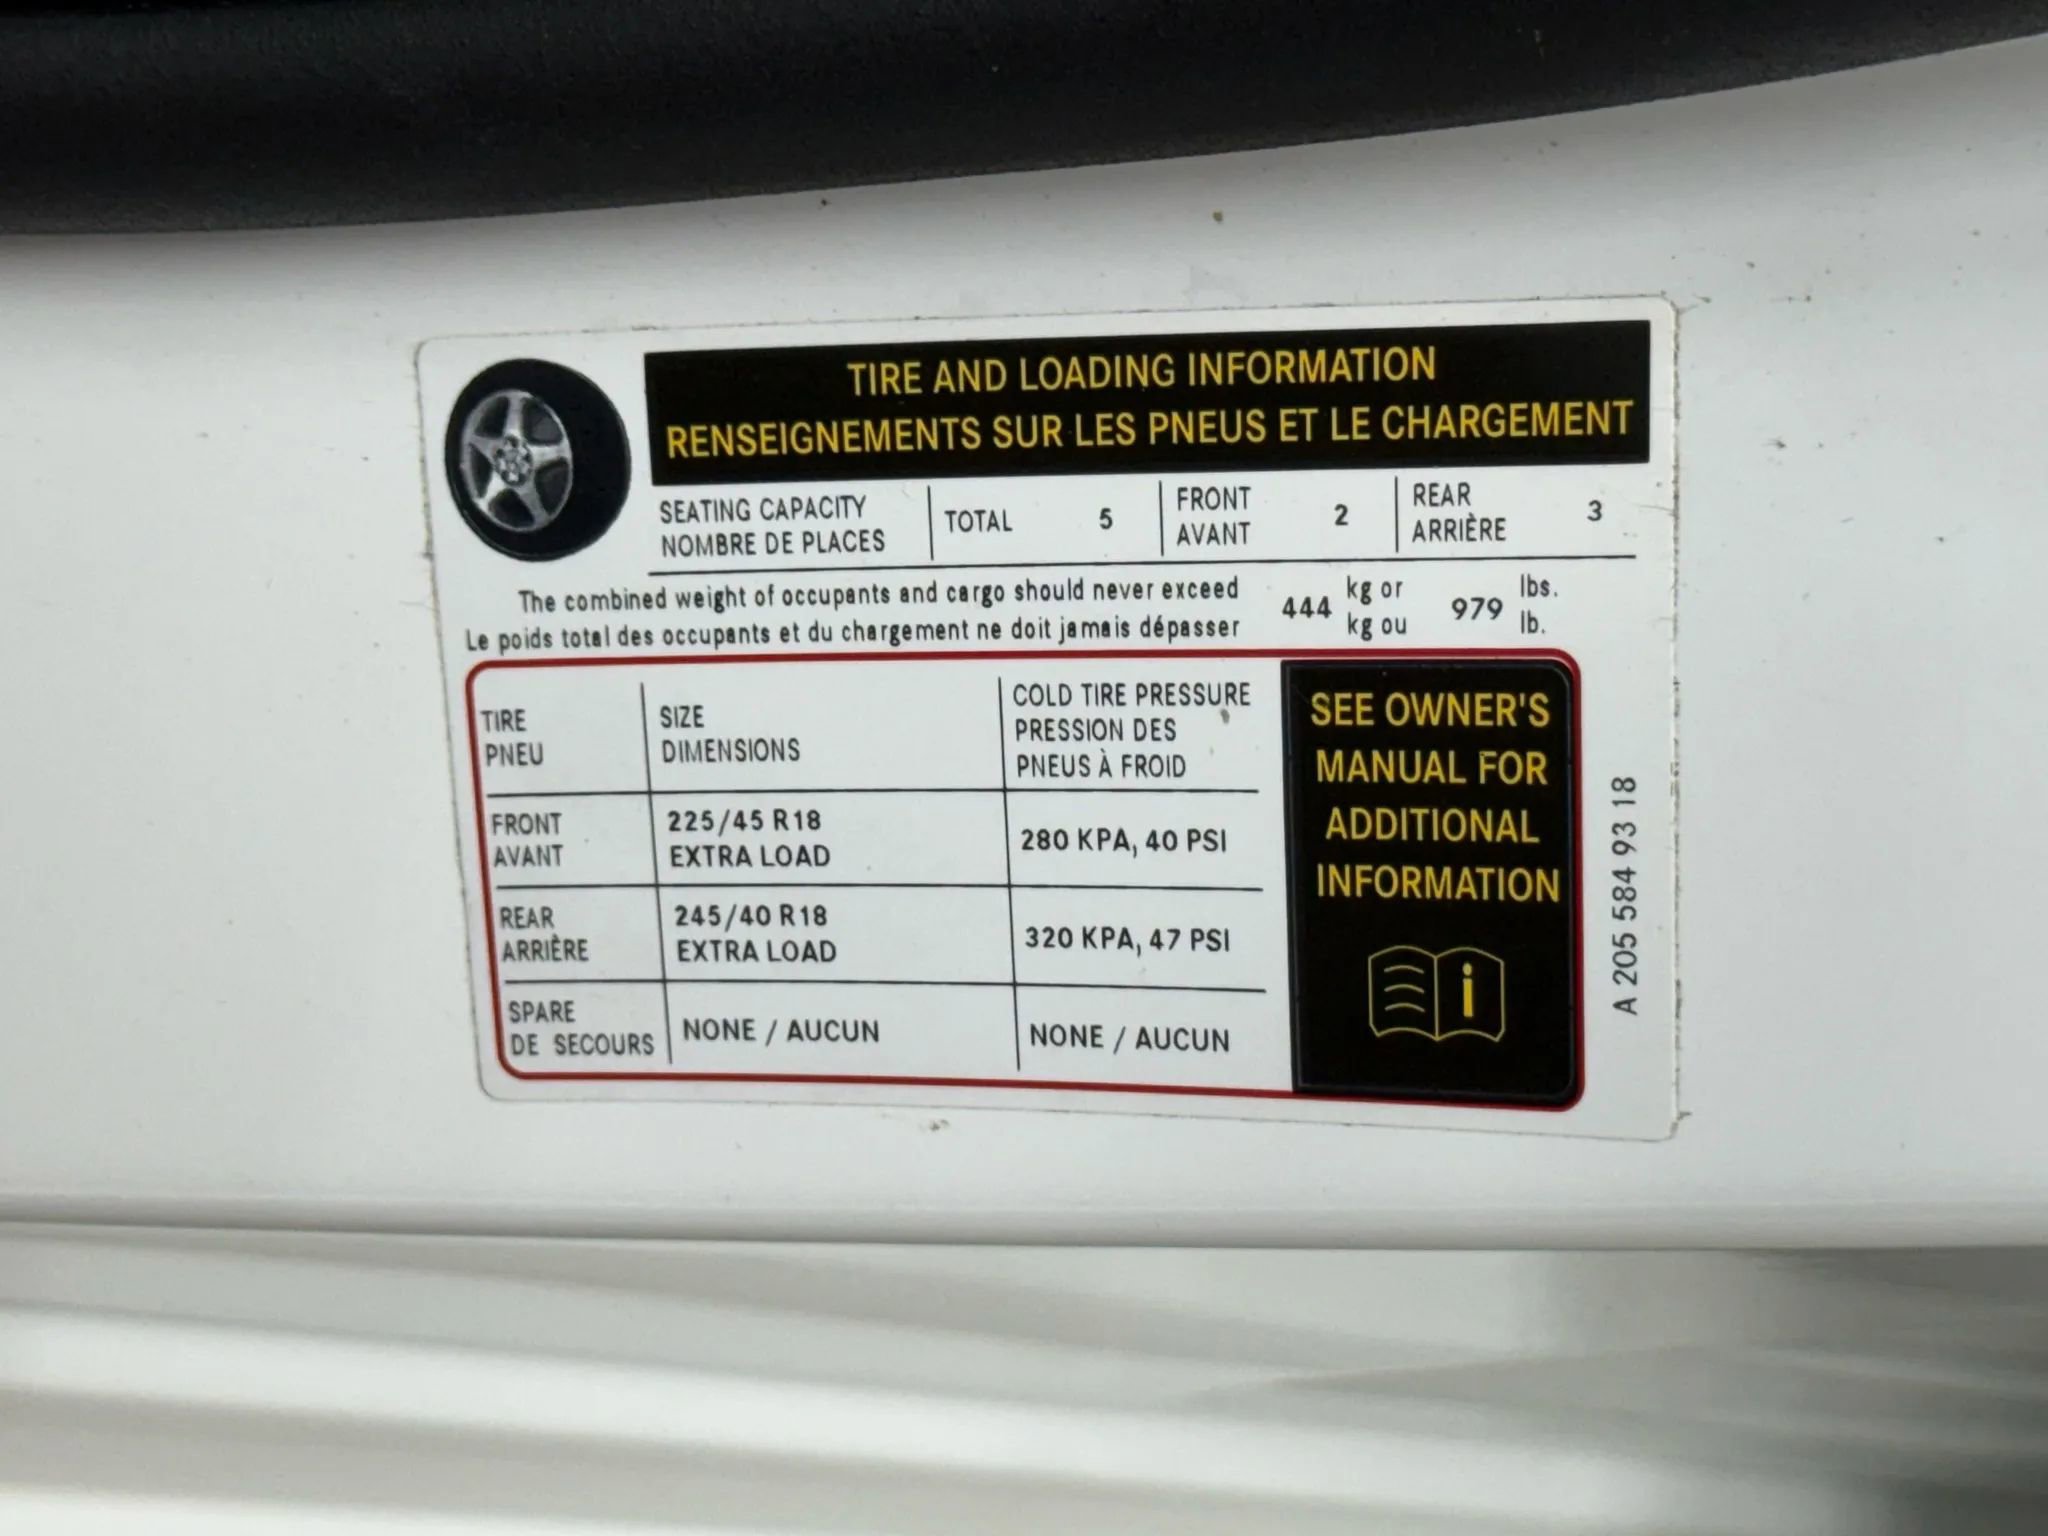 TIRE AND LOADING INFORMATION
RENSEIGNEMENTS SUR LES PNEUS ET LE CHARGEMENT
SEATING CAPACITY
NOMBRE DE PLACES
TOTAL 5
FRONT
AVANT
2
REAR
ARRIÈRE
3
The combined weight of occupants and cargo should never exceed
Le poids total des occupants et du chargement ne doit jamais dépasser
444
kg or
kg ou
979
lbs.
lb.
TIRE
PNEU
SIZE
DIMENSIONS
COLD TIRE PRESSURE
PRESSION DES
PNEUS À FROID
FRONT
AVANT
225/45 R18
EXTRA LOAD
280 KPA, 40 PSI
REAR
ARRIÈRE
245/40 R18
EXTRA LOAD
320 KPA, 47 PSI
SPARE
DE SECOURS
NONE / AUCUN
NONE / AUCUN
SEE OWNER'S
MANUAL FOR
ADDITIONAL
INFORMATION
i
A 205 584 93 18